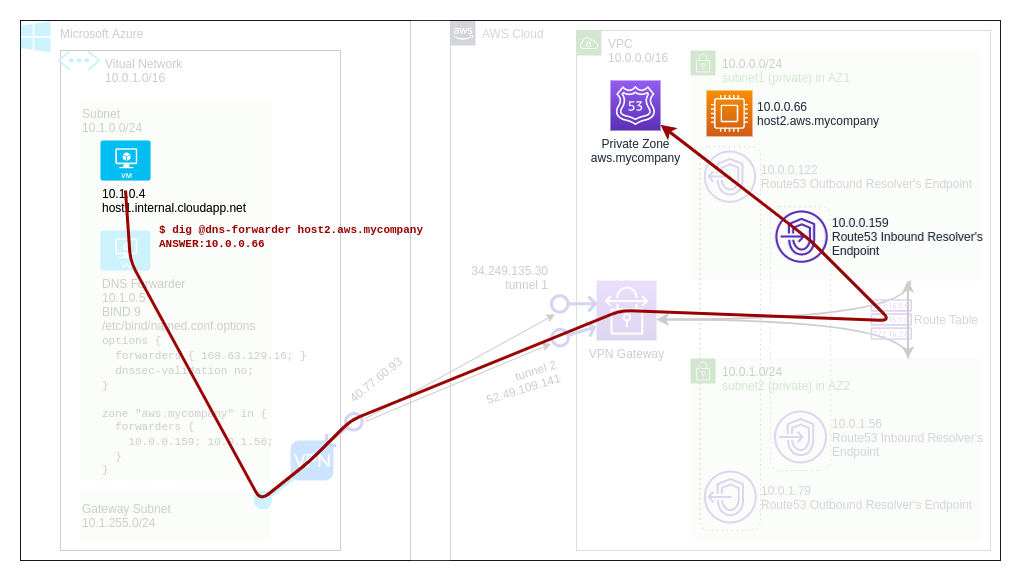 Microsoft Azure
aws
AWS Cloud
Vitual Network
10.0.1.0/16
VPC
10.0.0.0/16
10.0.0.0/24
subnet1 (private) in AZ1
Subnet
10.1.0.0/24
VM
10.1.0.4
host1.internal.cloudapp.net
$ dig @dns-forwarder host2.aws.mycompany
ANSWER:10.0.0.66
53
Private Zone
aws.mycompany
10.0.0.66
host2.aws.mycompany
10.0.0.122
Route53 Outbound Resolver's Endpoint
10.0.0.159
Route53 Inbound Resolver's
Endpoint
DNS Forwarder
10.1.0.5
BIND 9
/etc/bind/named.conf.options
options {
forwarders { 168.63.129.16; }
dnssec-validation no;
}
zone "aws.mycompany" in {
forwarders {
10.0.0.159; 10.0.1.56;
}
}
34.249.135.30
tunnel 1
VPN Gateway
Route Table
40.77.60.93
tunnel 2
52.49.109.141
VPN
10.0.1.0/24
subnet2 (private) in AZ2
10.0.1.56
Route53 Inbound Resolver's
Endpoint
10.0.1.79
Route53 Outbound Resolver's Endpoint
Gateway Subnet
10.1.255.0/24